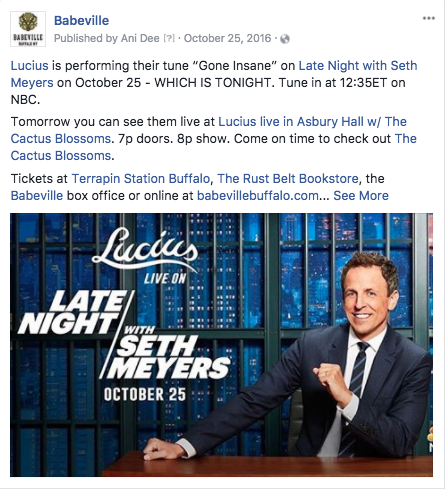 Babeville
BABEVILLE
BUFFALO NY
Published by Ani Dee [?] · October 25, 2016 ·
Lucius is performing their tune “Gone Insane” on Late Night with Seth
Meyers on October 25 - WHICH IS TONIGHT. Tune in at 12:35ET on
NBC.
Tomorrow you can see them live at Lucius live in Asbury Hall w/ The
Cactus Blossoms. 7p doors. 8p show. Come on time to check out The
Cactus Blossoms.
Tickets at Terrapin Station Buffalo, The Rust Belt Bookstore, the
Babeville box office or online at babevillebuffalo.com... See More
Lucius
LIVE ON
LATE
NIGHT
WITH
SETH
MEYERS
OCTOBER 25